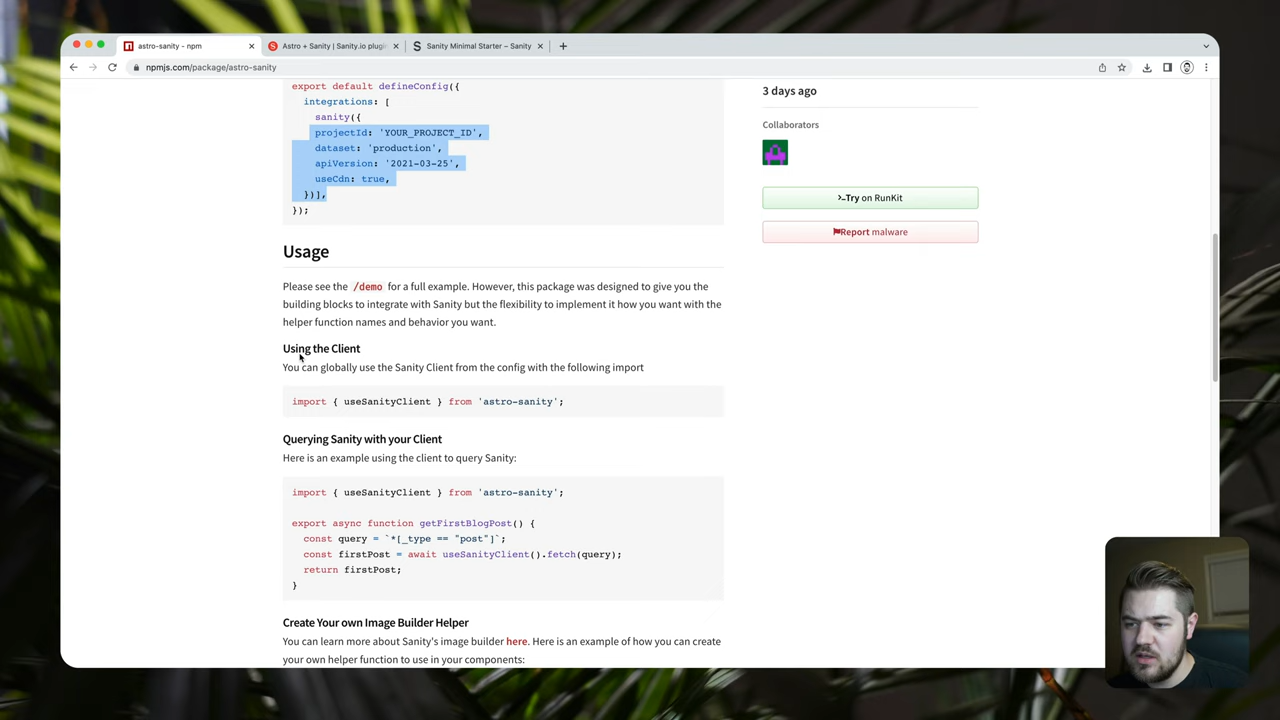 astro-sanity - npm
Astro + Sanity | Sanity.io plugin
Sanity Minimal Starter – Sanity
npmjs.com/package/astro-sanity
export default defineConfig({
integrations: [
sanity({
projectId: 'YOUR_PROJECT_ID',
dataset: 'production',
apiVersion: '2021-03-25',
useCdn: true,
})],
});
3 days ago
Collaborators
>_Try on RunKit
Report malware
Usage
Please see the /demo for a full example. However, this package was designed to give you the
building blocks to integrate with Sanity but the flexibility to implement it how you want with the
helper function names and behavior you want.
Using the Client
You can globally use the Sanity Client from the config with the following import
import { useSanityClient } from 'astro-sanity';
Querying Sanity with your Client
Here is an example using the client to query Sanity:
import { useSanityClient } from 'astro-sanity';
export async function getFirstBlogPost() {
const query = `*[_type == "post"]`;
const firstPost = await useSanityClient().fetch(query);
return firstPost;
}
Create Your own Image Builder Helper
You can learn more about Sanity's image builder here. Here is an example of how you can create
your own helper function to use in your components: